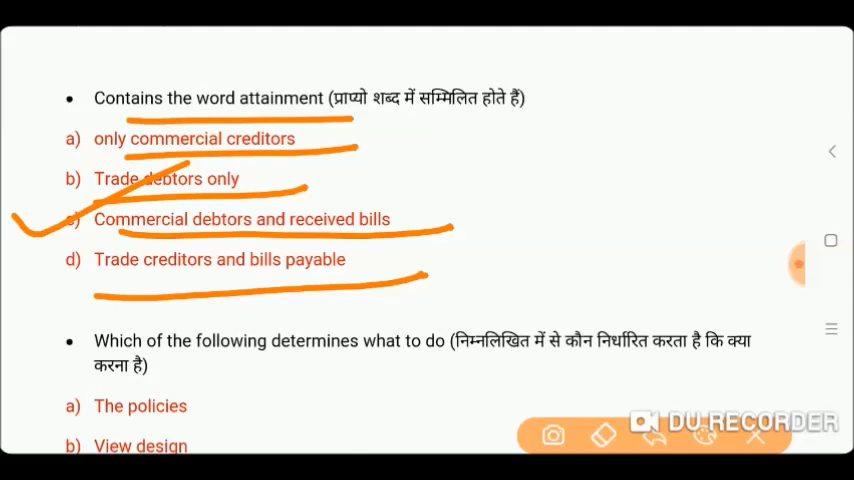 • Contains the word attainment (प्राप्यो शब्द में सम्मिलित होते हैं)
a) only commercial creditors
b) Trade debtors only
c) Commercial debtors and received bills
d) Trade creditors and bills payable
• Which of the following determines what to do (निम्नलिखित में से कौन निर्धारित करता है कि क्या
करना है)
a) The policies
b) View design
DU RECORDER